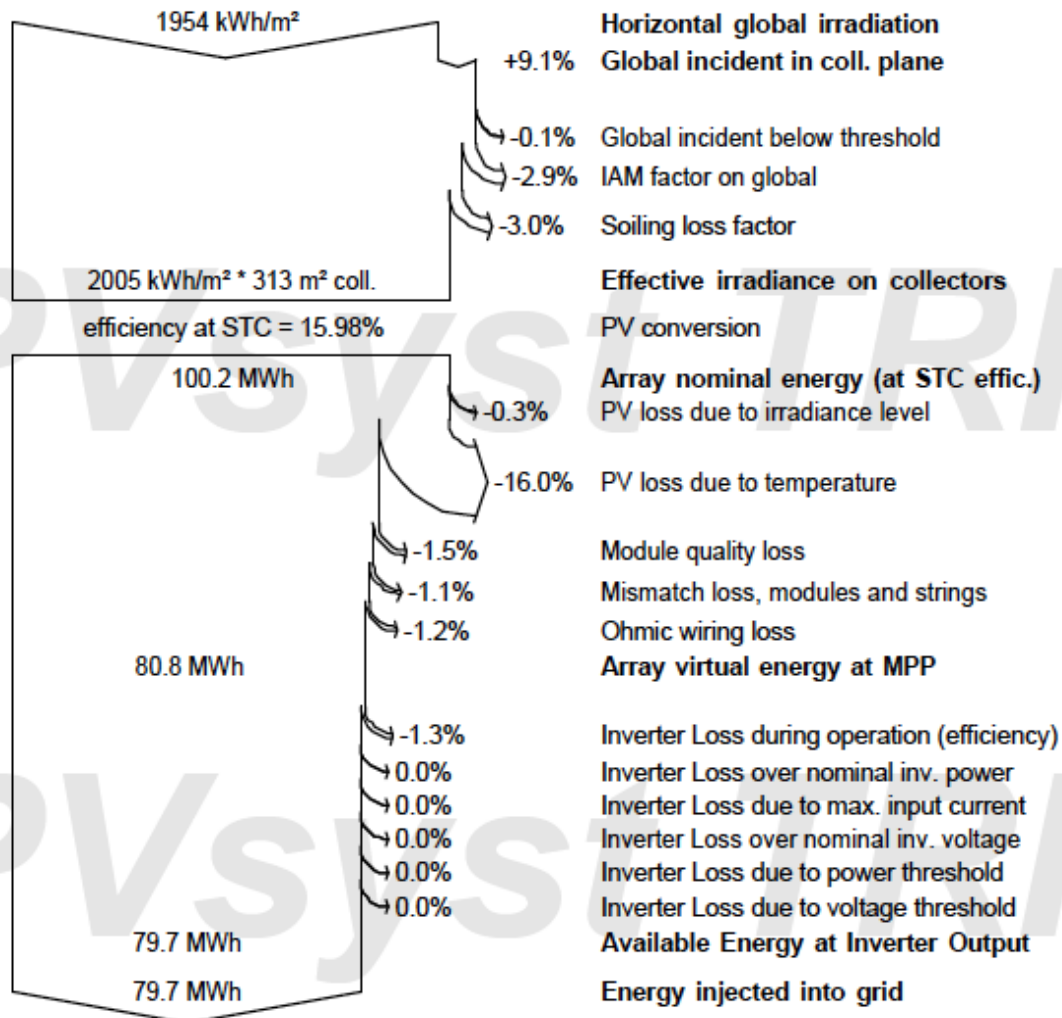 1954 kWh/m² Horizontal global irradiation
+9.1% Global incident in coll. plane
-0.1% Global incident below threshold
-2.9% IAM factor on global
-3.0% Soiling loss factor
2005 kWh/m² * 313 m² coll. Effective irradiance on collectors
efficiency at STC = 15.98% PV conversion
100.2 MWh Array nominal energy (at STC effic.)
-0.3% PV loss due to irradiance level
-16.0% PV loss due to temperature
-1.5% Module quality loss
-1.1% Mismatch loss, modules and strings
-1.2% Ohmic wiring loss
80.8 MWh Array virtual energy at MPP
-1.3% Inverter Loss during operation (efficiency)
0.0% Inverter Loss over nominal inv. power
0.0% Inverter Loss due to max. input current
0.0% Inverter Loss over nominal inv. voltage
0.0% Inverter Loss due to power threshold
0.0% Inverter Loss due to voltage threshold
79.7 MWh Available Energy at Inverter Output
79.7 MWh Energy injected into grid
PVsyst TRI
PVsyst TRI